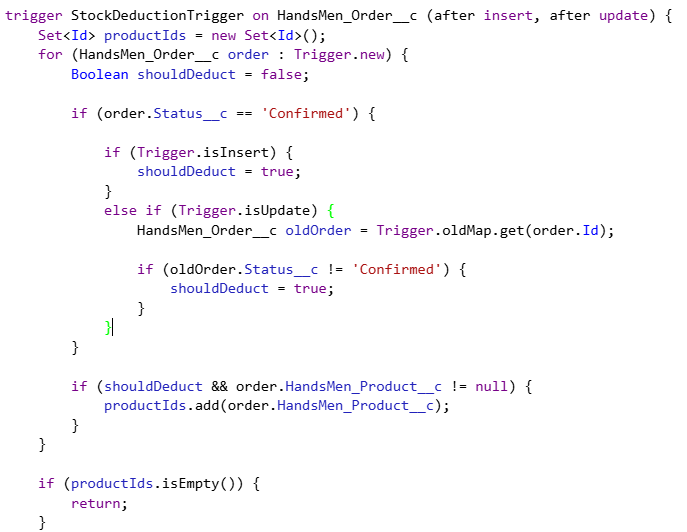 trigger StockDeductionTrigger on HandsMen_Order__c (after insert, after update) {
    Set<Id> productIds = new Set<Id>();
    for (HandsMen_Order__c order : Trigger.new) {
        Boolean shouldDeduct = false;

        if (order.Status__c == 'Confirmed') {

            if (Trigger.isInsert) {
                shouldDeduct = true;
            }
            else if (Trigger.isUpdate) {
                HandsMen_Order__c oldOrder = Trigger.oldMap.get(order.Id);

                if (oldOrder.Status__c != 'Confirmed') {
                    shouldDeduct = true;
                }
            }
        }

        if (shouldDeduct && order.HandsMen_Product__c != null) {
            productIds.add(order.HandsMen_Product__c);
        }
    }

    if (productIds.isEmpty()) {
        return;
    }